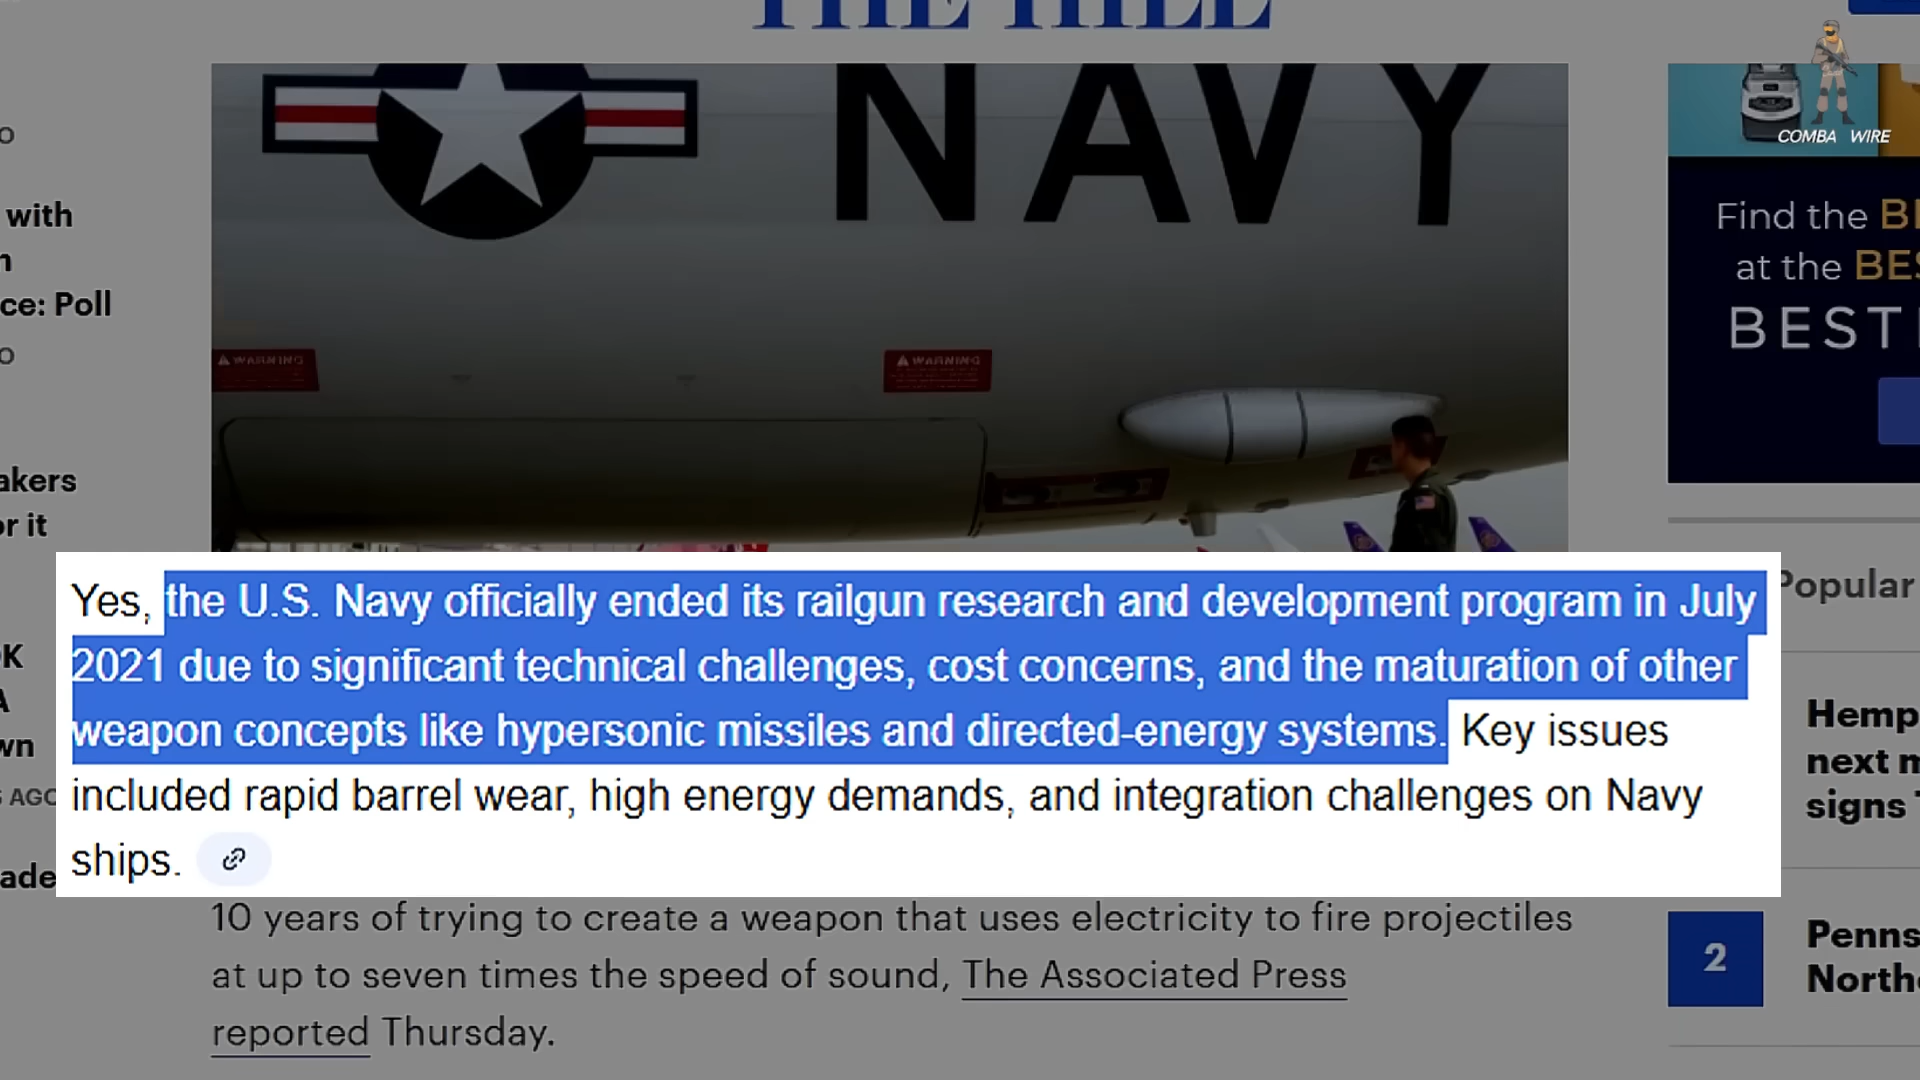 THE HILL
COMBA WIRE
NAVY
with
ce: Poll
WARNING
WARNING
Find the
at the
BEST
akers
or it
Yes, the U.S. Navy officially ended its railgun research and development program in July
2021 due to significant technical challenges, cost concerns, and the maturation of other
weapon concepts like hypersonic missiles and directed-energy systems. Key issues
included rapid barrel wear, high energy demands, and integration challenges on Navy
ships.
Popular
OK
A
wn
AGO
ade
Hemp
next m
signs
10 years of trying to create a weapon that uses electricity to fire projectiles
at up to seven times the speed of sound, The Associated Press
reported Thursday.
2
Penns
North